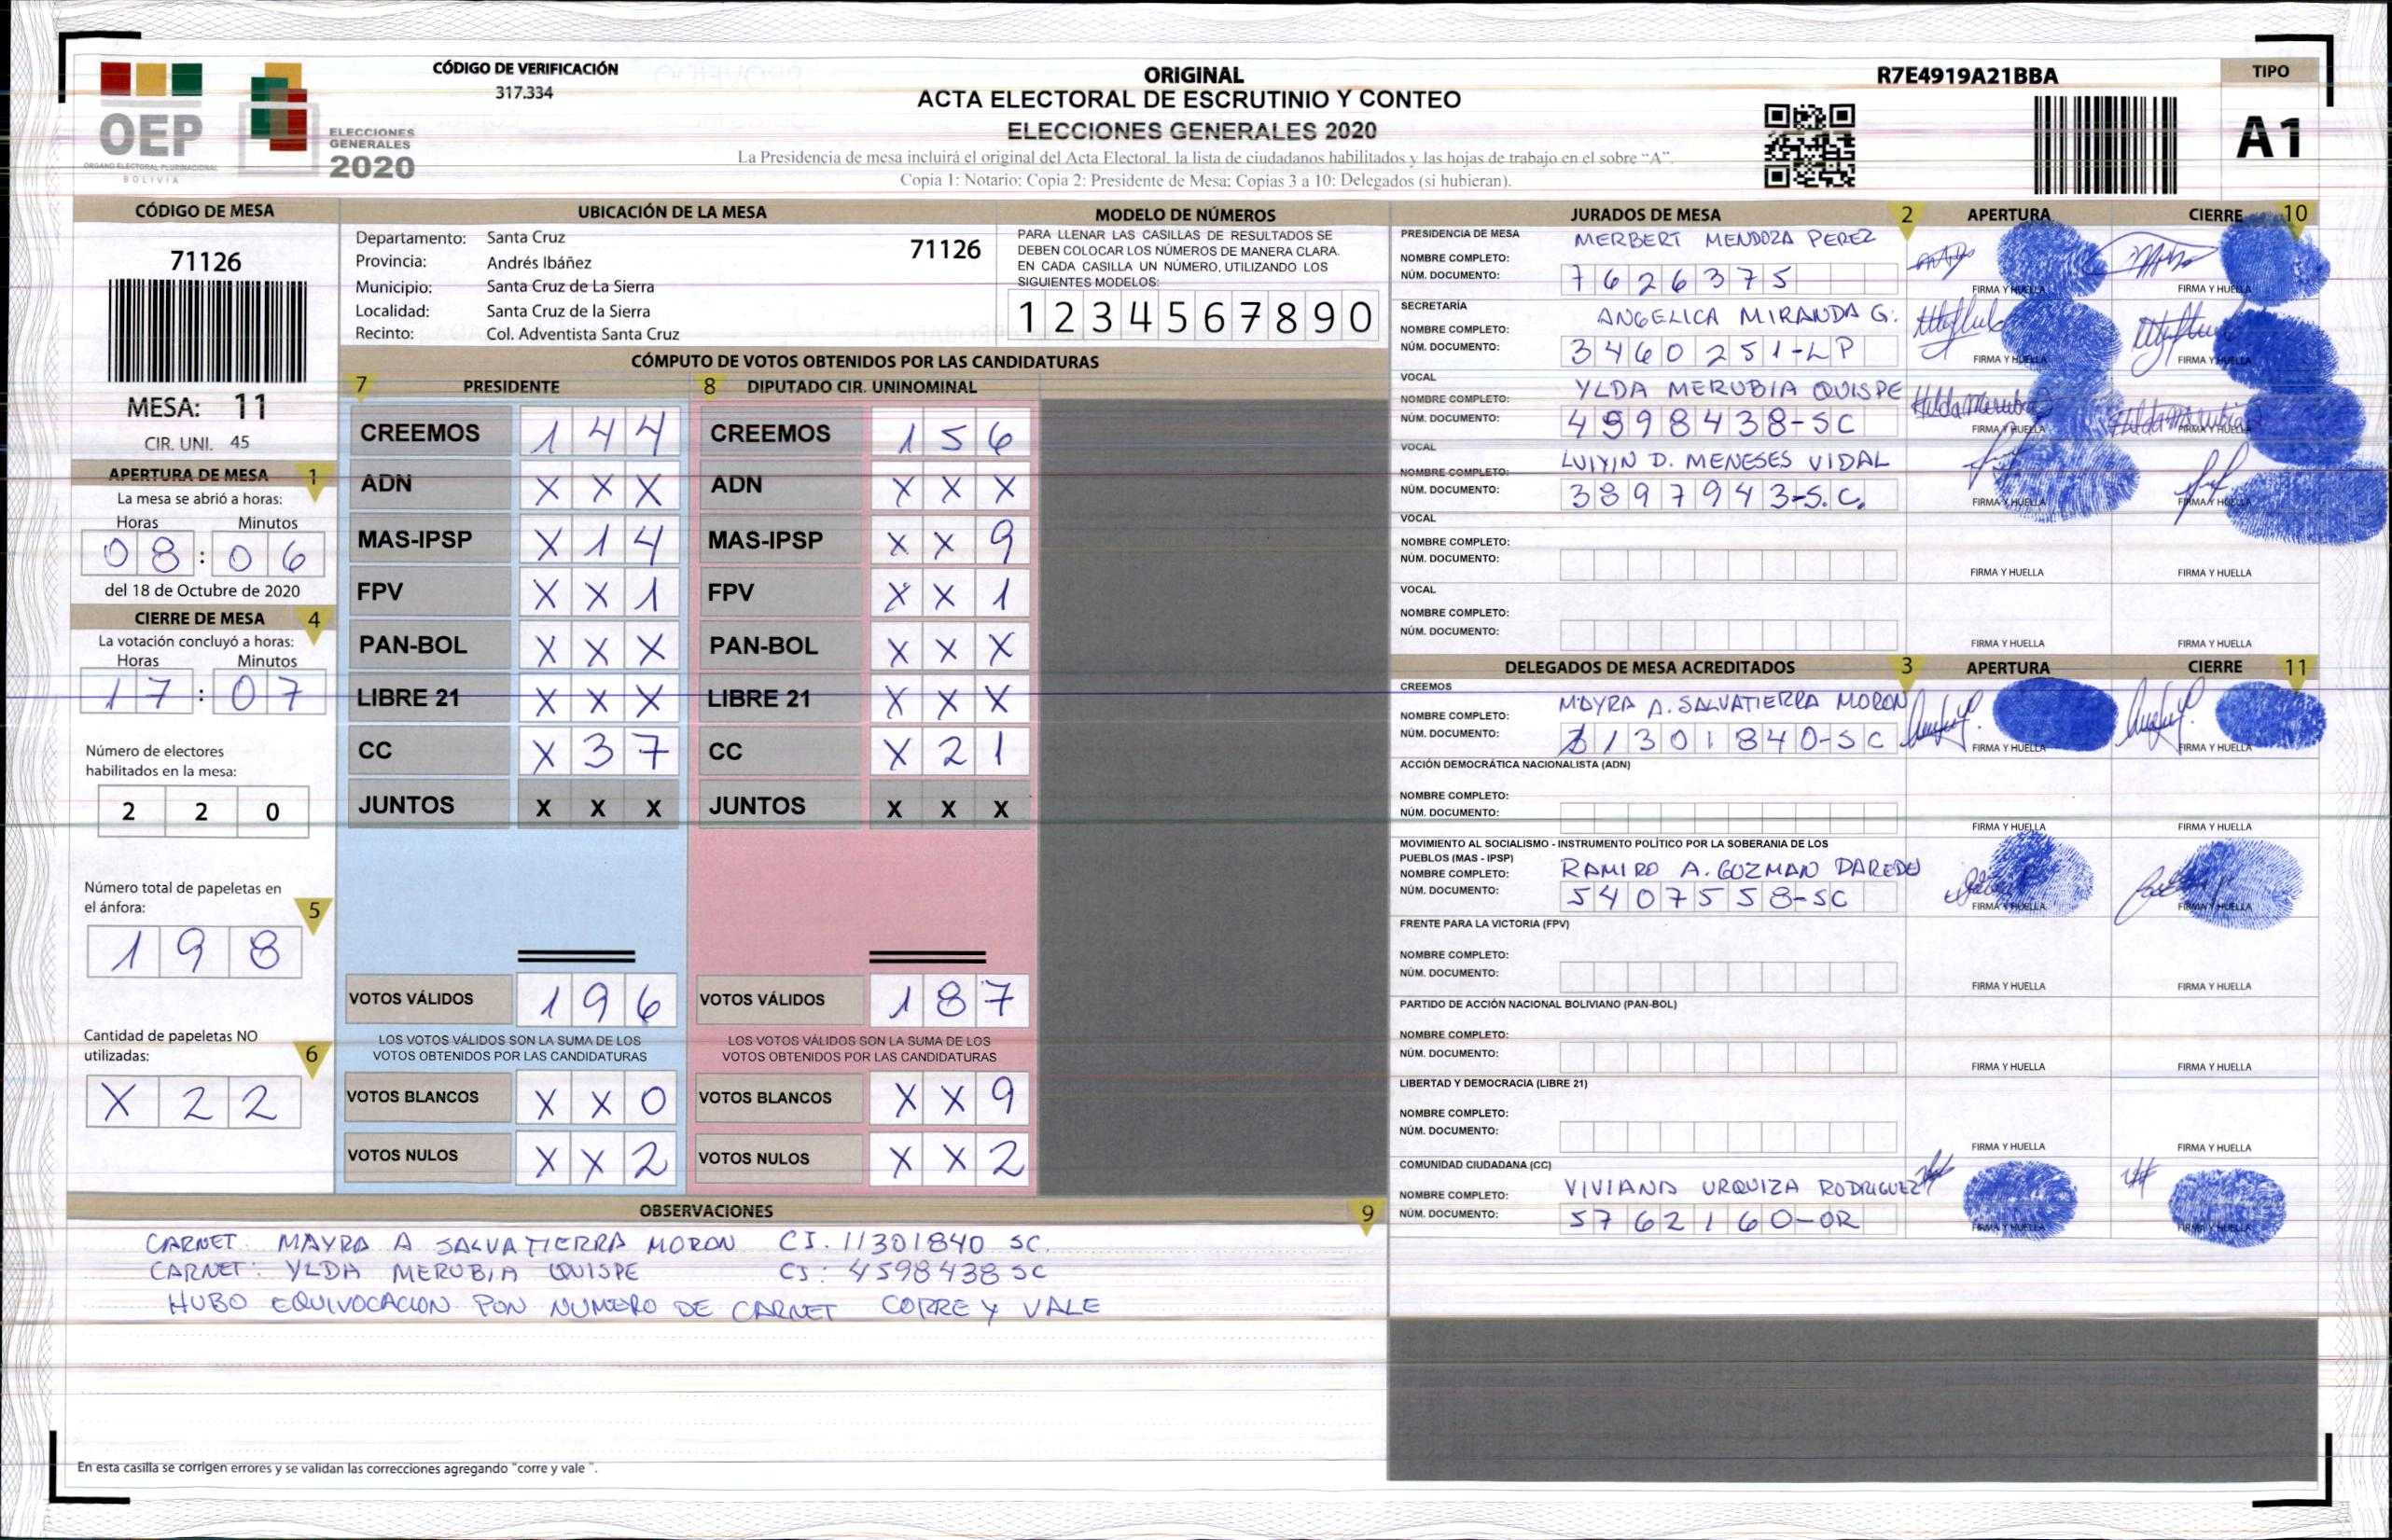 CÓDIGO DE VERIFICACIÓN
317.334
OEP
ÓRGANO ELECTORAL PLURINACIONAL
BOLIVIA
ELECCIONES
GENERALES
2020
ORIGINAL
ACTA ELECTORAL DE ESCRUTINIO Y CONTEO
ELECCIONES GENERALES 2020
La Presidencia de mesa incluirá el original del Acta Electoral, la lista de ciudadanos habilitados y las hojas de trabajo en el sobre "A".
Copia 1: Notario; Copia 2: Presidente de Mesa; Copias 3 a 10: Delegados (si hubieran).
R7E4919A21BBA
TIPO
A1
CÓDIGO DE MESA
71126
MESA: 11
CIR. UNI. 45
APERTURA DE MESA 1
La mesa se abrió a horas:
Horas Minutos
08:06
del 18 de Octubre de 2020
CIERRE DE MESA 4
La votación concluyó a horas:
Horas Minutos
17:07
Número de electores
habilitados en la mesa:
2 2 0
Número total de papeletas en
el ánfora: 5
1 9 8
Cantidad de papeletas NO
utilizadas: 6
X 2 2
UBICACIÓN DE LA MESA
Departamento: Santa Cruz 71126
Provincia: Andrés Ibáñez
Municipio: Santa Cruz de La Sierra
Localidad: Santa Cruz de la Sierra
Recinto: Col. Adventista Santa Cruz
MODELO DE NÚMEROS
PARA LLENAR LAS CASILLAS DE RESULTADOS SE
DEBEN COLOCAR LOS NÚMEROS DE MANERA CLARA.
EN CADA CASILLA UN NÚMERO, UTILIZANDO LOS
SIGUIENTES MODELOS:
1 2 3 4 5 6 7 8 9 0
CÓMPUTO DE VOTOS OBTENIDOS POR LAS CANDIDATURAS
7 PRESIDENTE 8 DIPUTADO CIR. UNINOMINAL
CREEMOS 1 4 4 CREEMOS 1 5 6
ADN X X X ADN X X X
MAS-IPSP X 1 4 MAS-IPSP X X 9
FPV X X 1 FPV X X 1
PAN-BOL X X X PAN-BOL X X X
LIBRE 21 X X X LIBRE 21 X X X
CC X 3 7 CC X 2 1
JUNTOS X X X JUNTOS X X X
VOTOS VÁLIDOS 1 9 6 VOTOS VÁLIDOS 1 8 7
LOS VOTOS VÁLIDOS SON LA SUMA DE LOS LOS VOTOS VÁLIDOS SON LA SUMA DE LOS
VOTOS OBTENIDOS POR LAS CANDIDATURAS VOTOS OBTENIDOS POR LAS CANDIDATURAS
VOTOS BLANCOS X X 0 VOTOS BLANCOS X X 9
VOTOS NULOS X X 2 VOTOS NULOS X X 2
JURADOS DE MESA 2 APERTURA CIERRE 10
PRESIDENCIA DE MESA MERBERT MENDOZA PEREZ
NOMBRE COMPLETO:
NÚM. DOCUMENTO: 7626375 FIRMA Y HUELLA FIRMA Y HUELLA
SECRETARÍA ANGELICA MIRANDA G.
NOMBRE COMPLETO:
NÚM. DOCUMENTO: 3460251-LP FIRMA Y HUELLA FIRMA Y HUELLA
VOCAL YLDA MERUBIA QUISPE
NOMBRE COMPLETO:
NÚM. DOCUMENTO: 4998438-SC FIRMA Y HUELLA FIRMA Y HUELLA
VOCAL LUIYIN D. MENESES VIDAL
NOMBRE COMPLETO:
NÚM. DOCUMENTO: 3897943-S.C. FIRMA Y HUELLA FIRMA Y HUELLA
VOCAL
NOMBRE COMPLETO:
NÚM. DOCUMENTO: FIRMA Y HUELLA FIRMA Y HUELLA
VOCAL
NOMBRE COMPLETO:
NÚM. DOCUMENTO: FIRMA Y HUELLA FIRMA Y HUELLA
DELEGADOS DE MESA ACREDITADOS 3 APERTURA CIERRE 11
CREEMOS MAYRA A. SALVATIERRA MORON
NOMBRE COMPLETO:
NÚM. DOCUMENTO: 11301840-SC FIRMA Y HUELLA FIRMA Y HUELLA
ACCIÓN DEMOCRÁTICA NACIONALISTA (ADN)
NOMBRE COMPLETO:
NÚM. DOCUMENTO: FIRMA Y HUELLA FIRMA Y HUELLA
MOVIMIENTO AL SOCIALISMO - INSTRUMENTO POLÍTICO POR LA SOBERANIA DE LOS
PUEBLOS (MAS - IPSP)
NOMBRE COMPLETO: RAMIRO A. GUZMAN
NÚM. DOCUMENTO: 5407558-SC FIRMA Y HUELLA FIRMA Y HUELLA
FRENTE PARA LA VICTORIA (FPV)
NOMBRE COMPLETO:
NÚM. DOCUMENTO: FIRMA Y HUELLA FIRMA Y HUELLA
PARTIDO DE ACCIÓN NACIONAL BOLIVIANO (PAN-BOL)
NOMBRE COMPLETO:
NÚM. DOCUMENTO: FIRMA Y HUELLA FIRMA Y HUELLA
LIBERTAD Y DEMOCRACIA (LIBRE 21)
NOMBRE COMPLETO:
NÚM. DOCUMENTO: FIRMA Y HUELLA FIRMA Y HUELLA
COMUNIDAD CIUDADANA (CC)
NOMBRE COMPLETO: VIVIANA URQUIZA RODRIGUEZ
NÚM. DOCUMENTO: 5762160-OR FIRMA Y HUELLA FIRMA Y HUELLA
OBSERVACIONES 9
CARNET: MAYRA A SALVATIERRA MORON CI. 11301840 SC.
CARNET: YLDA MERUBIA QUISPE CI: 4598438 SC
HUBO EQUIVOCACION PON NUMERO DE CARNET CORRE Y VALE
En esta casilla se corrigen errores y se validan las correcciones agregando "corre y vale ".